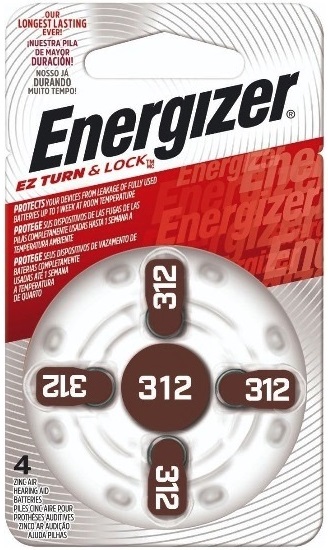 OUR
LONGEST LASTING
EVER!
¡NUESTRA PILA
DE MAYOR
DURACIÓN!
NOSSO JÁ
DURANDO
MUITO TEMPO!
Energizer®
EZ TURN & LOCK™
PROTECTS YOUR DEVICES FROM LEAKAGE OF FULLY USED
BATTERIES UP TO 1 WEEK AT ROOM TEMPERATURE
PROTEGE SUS DISPOSITIVOS DE LAS FUGAS DE LAS
PILAS COMPLETAMENTE USADAS HASTA 1 SEMANA A
TEMPERATURA AMBIENTE
PROTEGE SEUS DISPOSITIVOS DE VAZAMENTO DE
BATERIAS COMPLETAMENTE
USADAS ATÉ 1 SEMANA
À TEMPERATURA
DE QUARTO
312
312
312
312
312
4
ZINC AIR
HEARING AID
BATTERIES
PILES ZINC-AIRE POUR
PROTHÈSES AUDITIVES
ZINCO AR AUDIÇÃO
AJUDA PILHAS